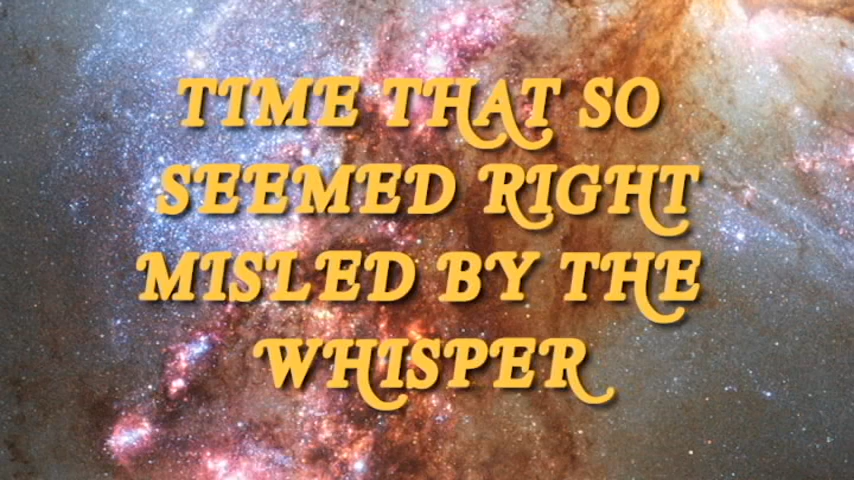 TIME THAT SO
SEEMED RIGHT
MISLED BY THE
WHISPER